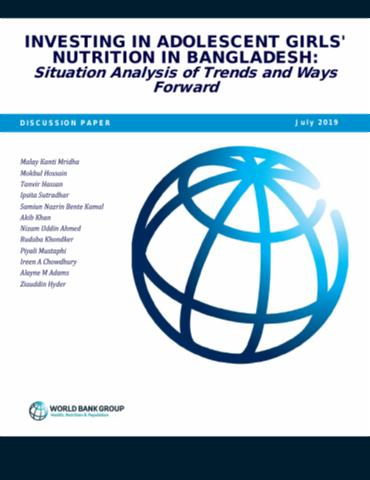 INVESTING IN ADOLESCENT GIRLS'
NUTRITION IN BANGLADESH:
Situation Analysis of Trends and Ways
Forward
DISCUSSION PAPER
July 2019
Malay Kanti Mridha
Mokbul Hossain
Tanvir Hassan
Ipsita Sutradhar
Samiun Nazrin Bente Kamal
Akib Khan
Nizam Uddin Ahmed
Rudaba Khondker
Piyali Mustaphi
Ireen A Chowdhury
Alayne M Adams
Ziauddin Hyder
WORLD BANK GROUP
Health, Nutrition & Population